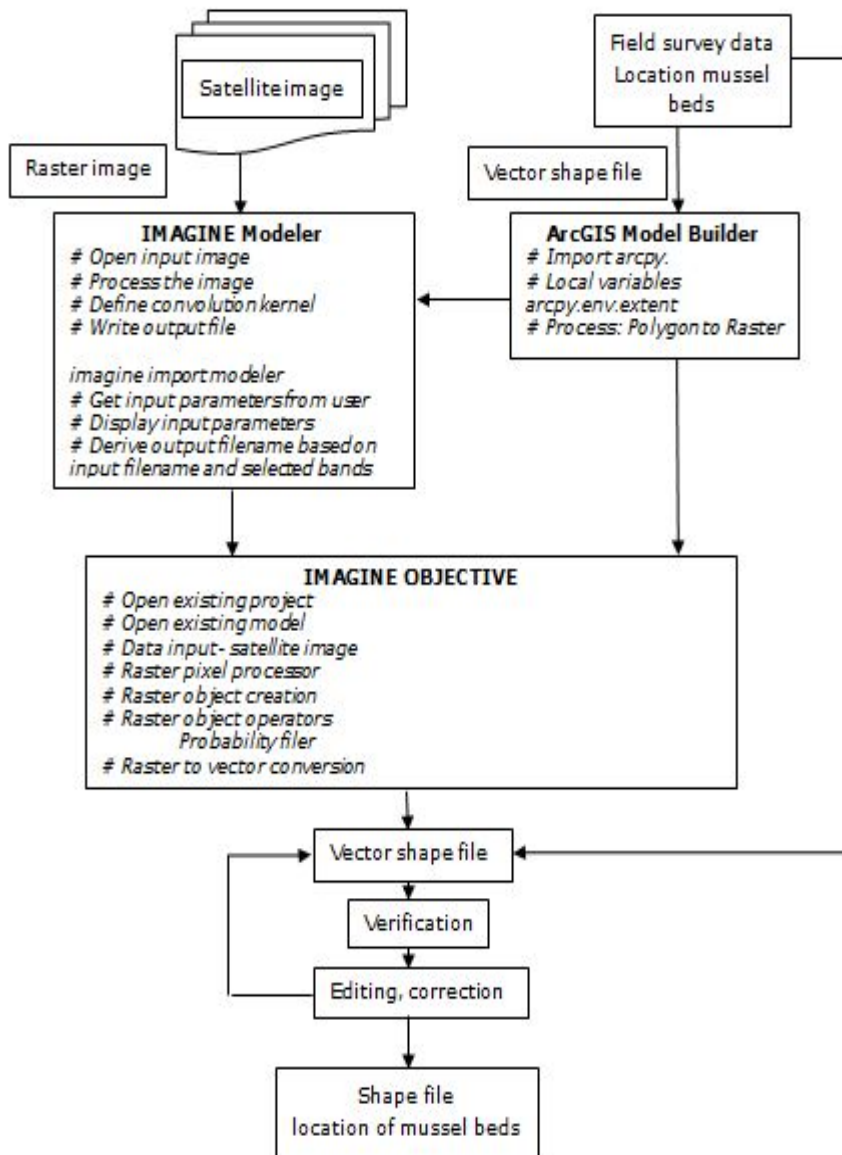 Satellite image
Field survey data
Location mussel
beds
Raster image
Vector shape file
IMAGINE Modeler
# Open input image
# Process the image
# Define convolution kernel
# Write output file
imagine import modeler
# Get input parameters from user
# Display input parameters
# Derive output filename based on
input filename and selected bands
ArcGIS Model Builder
# Import arcpy.
# Local variables
arcpy.env.extent
# Process: Polygon to Raster
IMAGINE OBJECTIVE
# Open existing project
# Open existing model
# Data input- satellite image
# Raster pixel processor
# Raster object creation
# Raster object operators
Probability filer
# Raster to vector conversion
Vector shape file
Verification
Editing, correction
Shape file
location of mussel beds